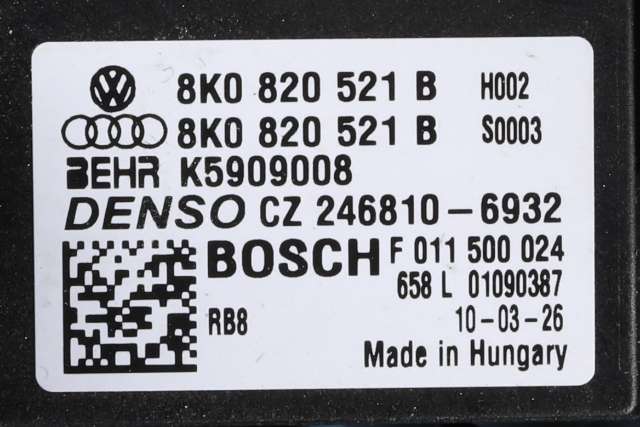 8K0 820 521 B H002
8K0 820 521 B S0003
BEHR K5909008
DENSO CZ 246810-6932
BOSCH F 011 500 024
658 L 01090387
RB8 10-03-26
Made in Hungary